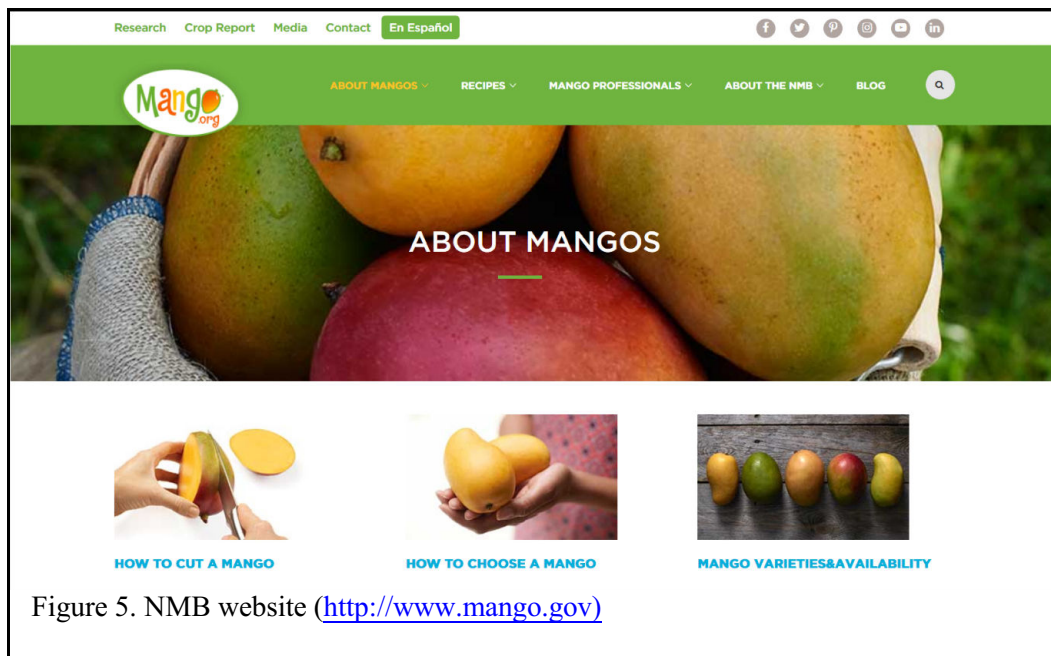 Research Crop Report Media Contact En Español
Mango.org
ABOUT MANGOS RECIPES MANGO PROFESSIONALS ABOUT THE NMB BLOG
ABOUT MANGOS
HOW TO CUT A MANGO HOW TO CHOOSE A MANGO MANGO VARIETIES&AVAILABILITY
Figure 5. NMB website (http://www.mango.gov)